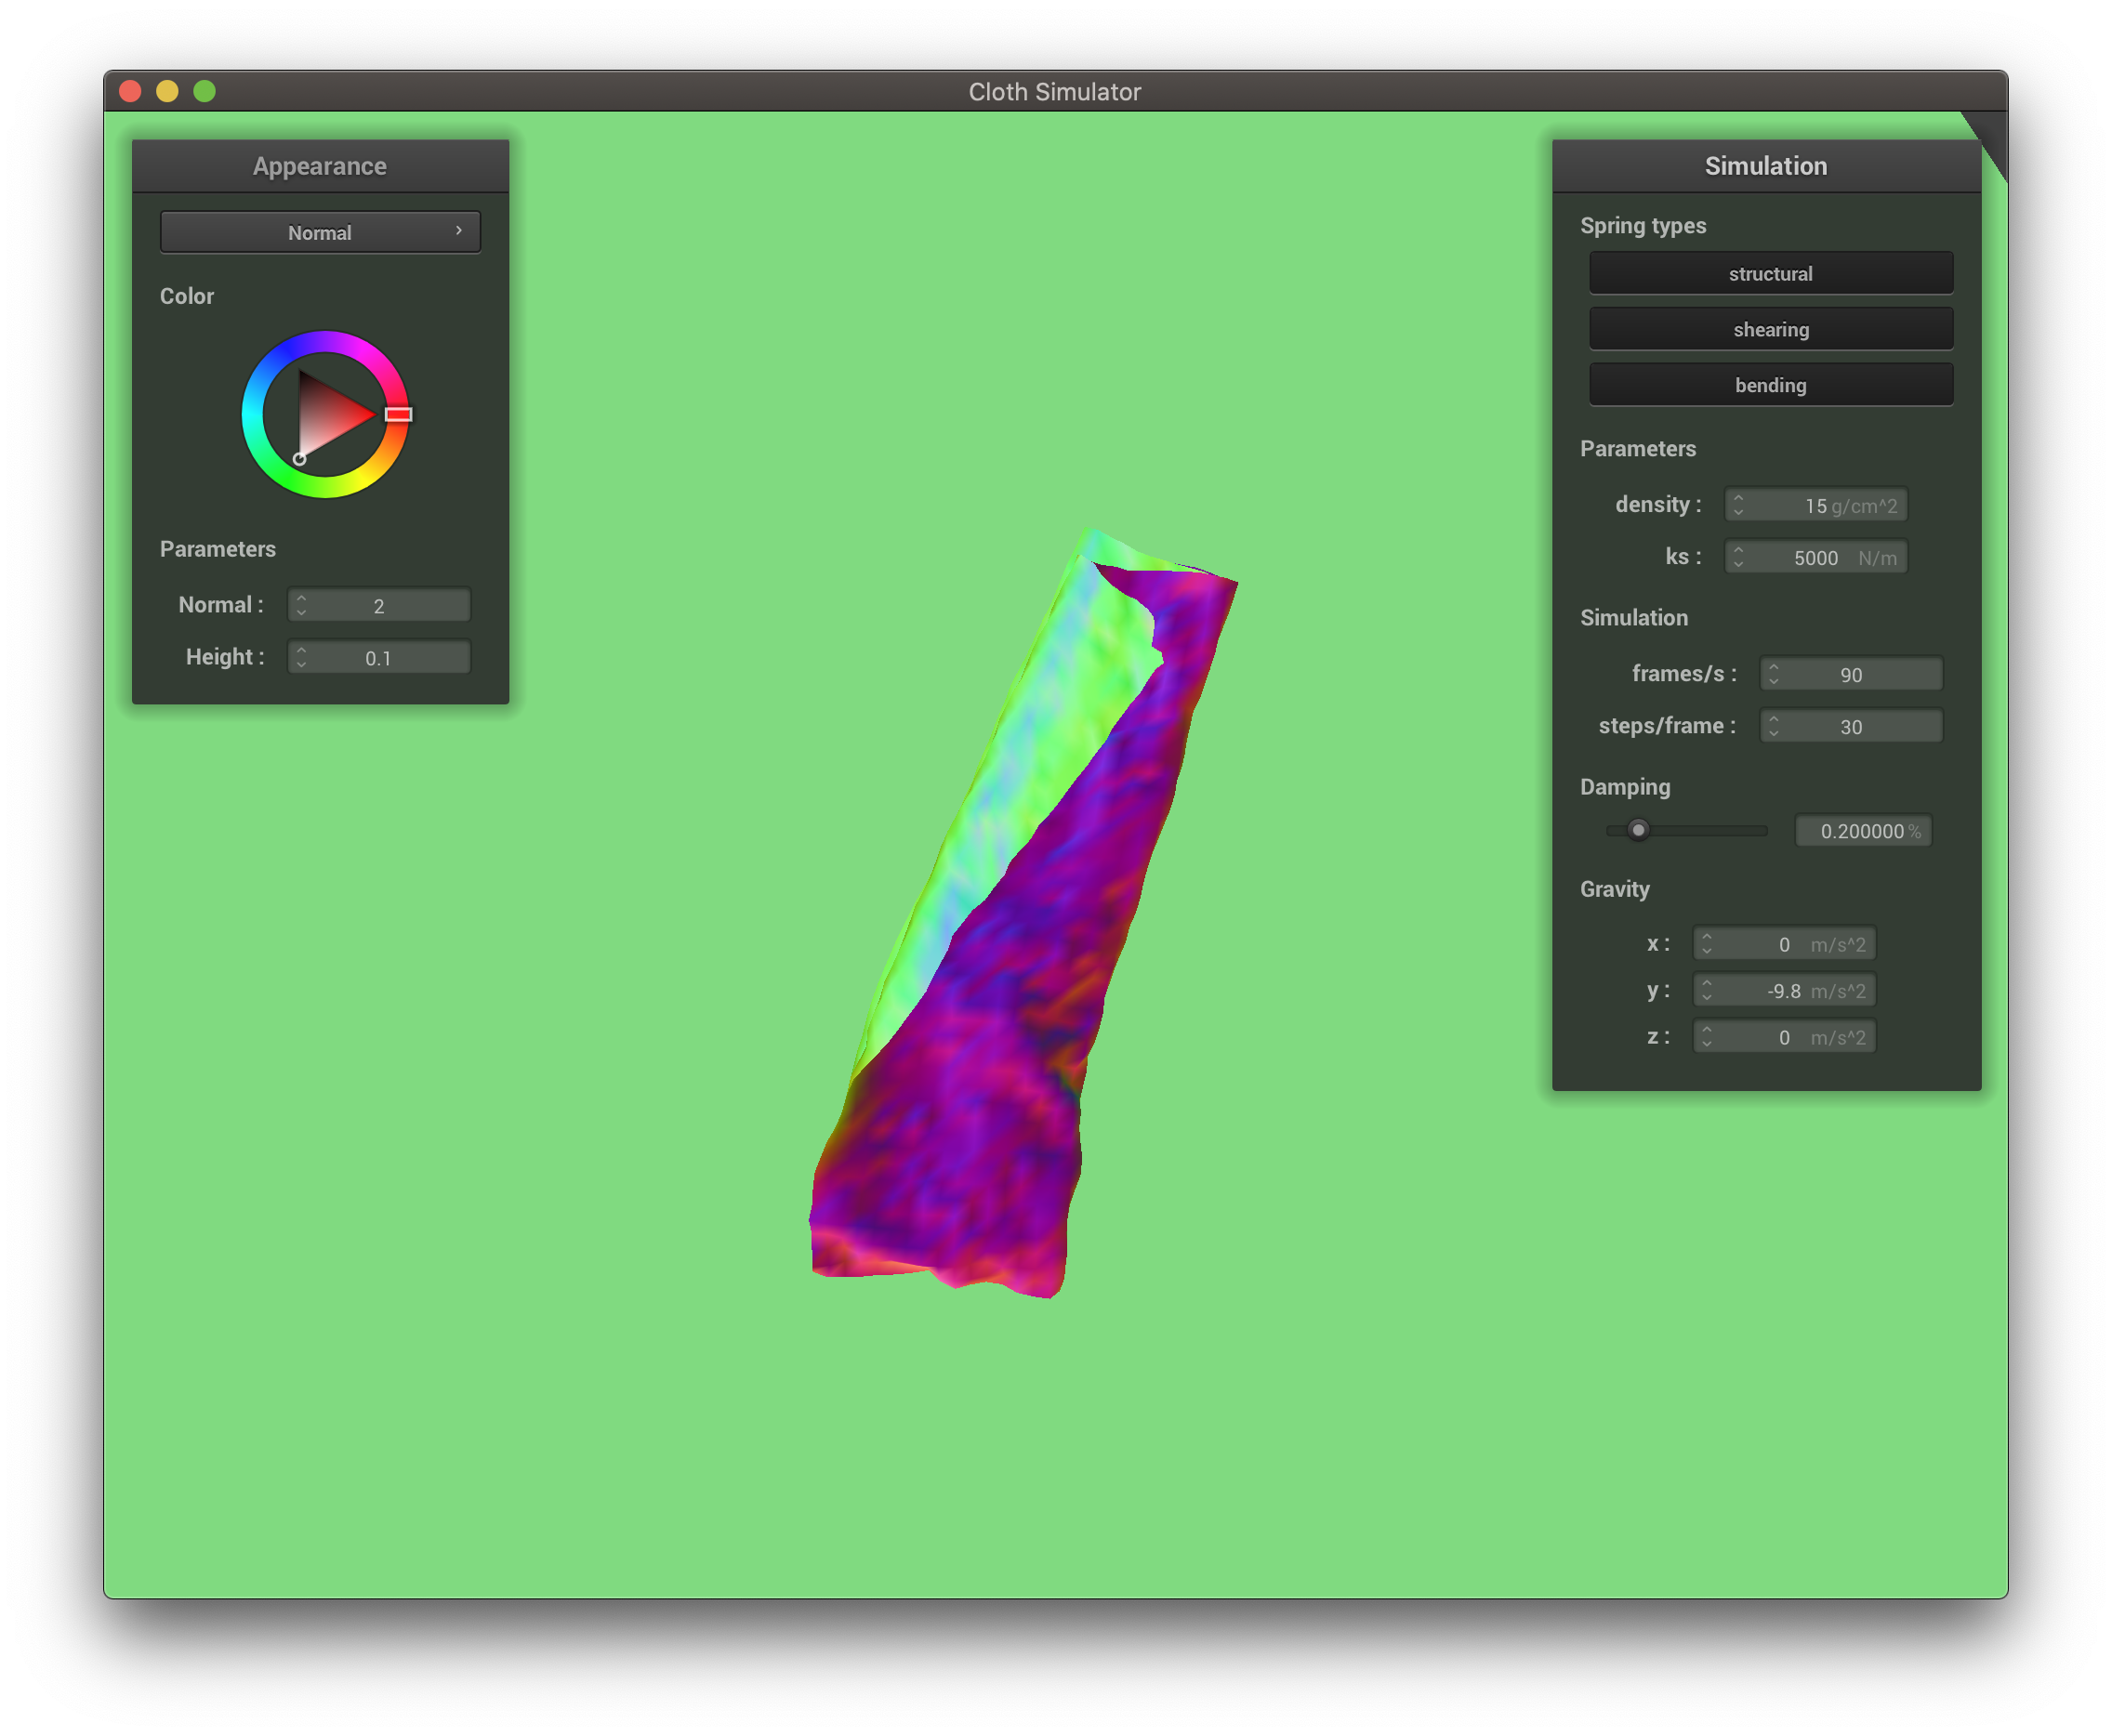 Cloth Simulator
Appearance
Normal
Color
Parameters
Normal : 2
Height : 0.1
Simulation
Spring types
structural
shearing
bending
Parameters
density : 15 g/cm^2
ks : 5000 N/m
Simulation
frames/s : 90
steps/frame : 30
Damping
0.200000 %
Gravity
x : 0 m/s^2
y : -9.8 m/s^2
z : 0 m/s^2